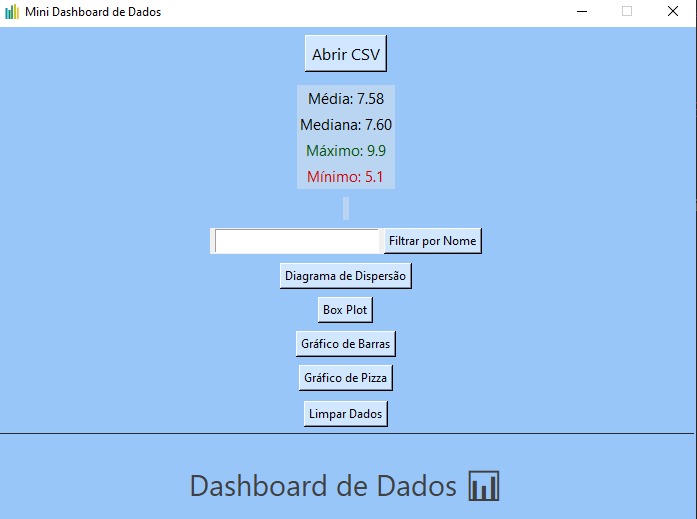 Mini Dashboard de Dados
Abrir CSV
Média: 7.58
Mediana: 7.60
Máximo: 9.9
Mínimo: 5.1
Filtrar por Nome
Diagrama de Dispersão
Box Plot
Gráfico de Barras
Gráfico de Pizza
Limpar Dados
Dashboard de Dados 📊